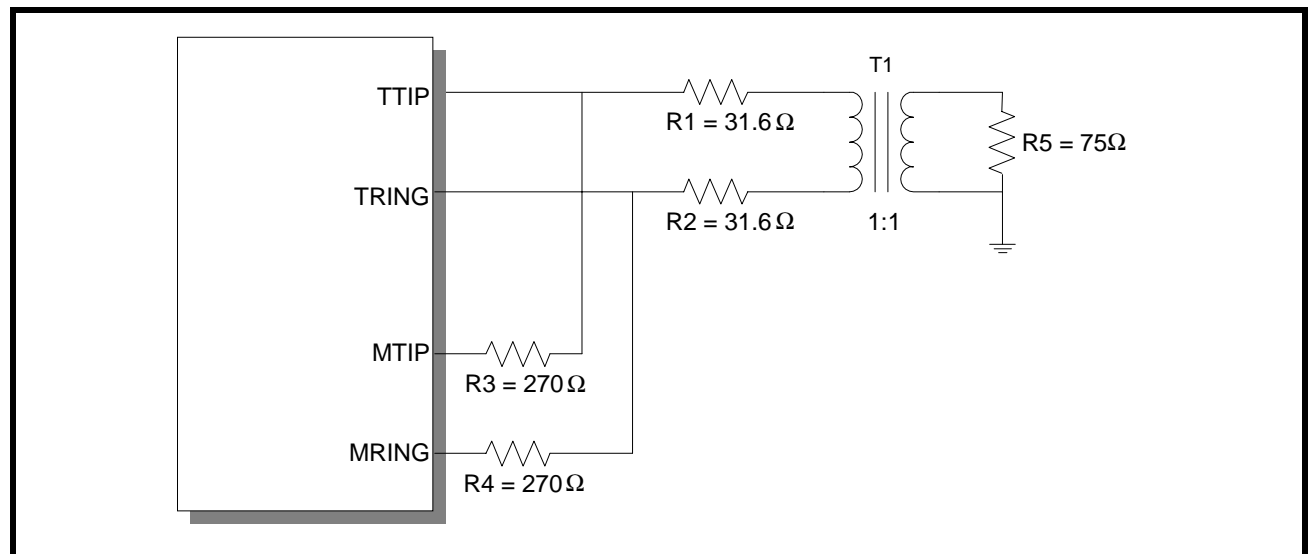 T1
TTIP
R1 = 31.6 Ω
R5 = 75Ω
TRING
R2 = 31.6 Ω
1:1
MTIP
R3 = 270 Ω
MRING
R4 = 270 Ω